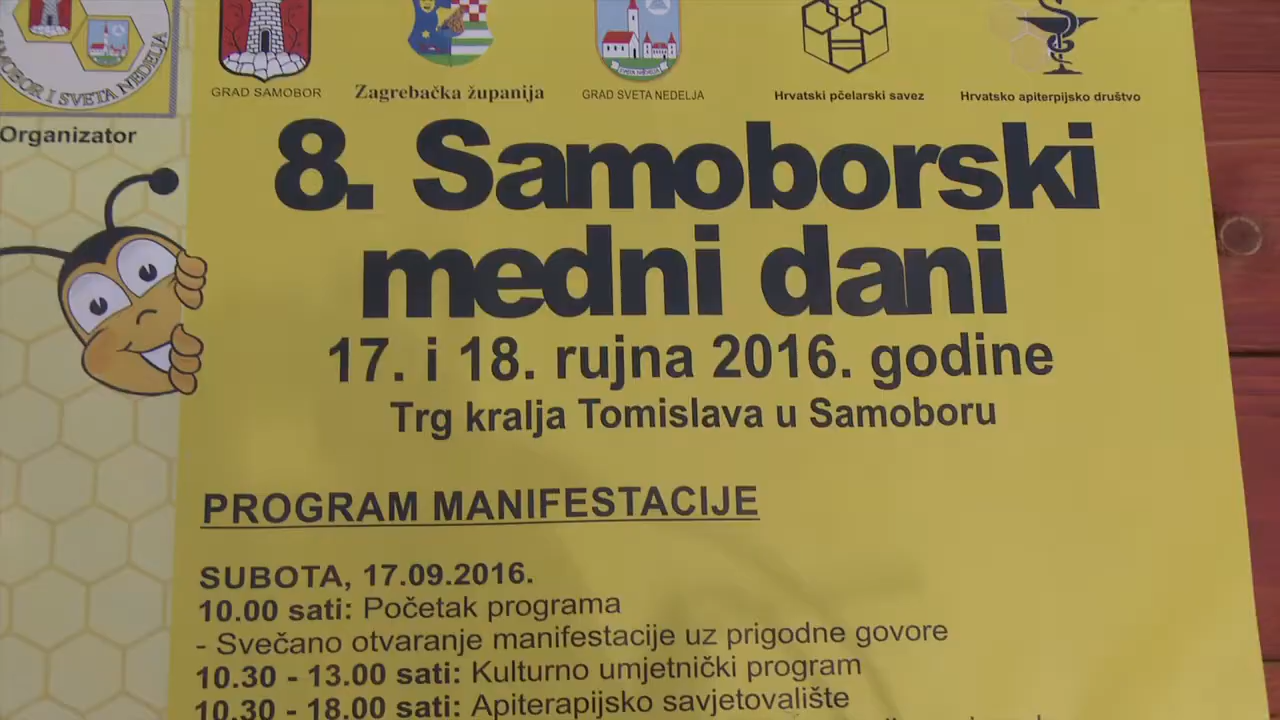 SAMOBOR I SVETA NEDELJA
Organizator
GRAD SAMOBOR
Zagrebačka županija
GRAD SVETA NEDELJA
Hrvatski pčelarski savez
Hrvatsko apiterpijsko društvo
8. Samoborski
medni dani
17. i 18. rujna 2016. godine
Trg kralja Tomislava u Samoboru
PROGRAM MANIFESTACIJE
SUBOTA, 17.09.2016.
10.00 sati: Početak programa
- Svečano otvaranje manifestacije uz prigodne govore
10.30 - 13.00 sati: Kulturno umjetnički program
10.30 - 18.00 sati: Apiterapijsko savjetovalište